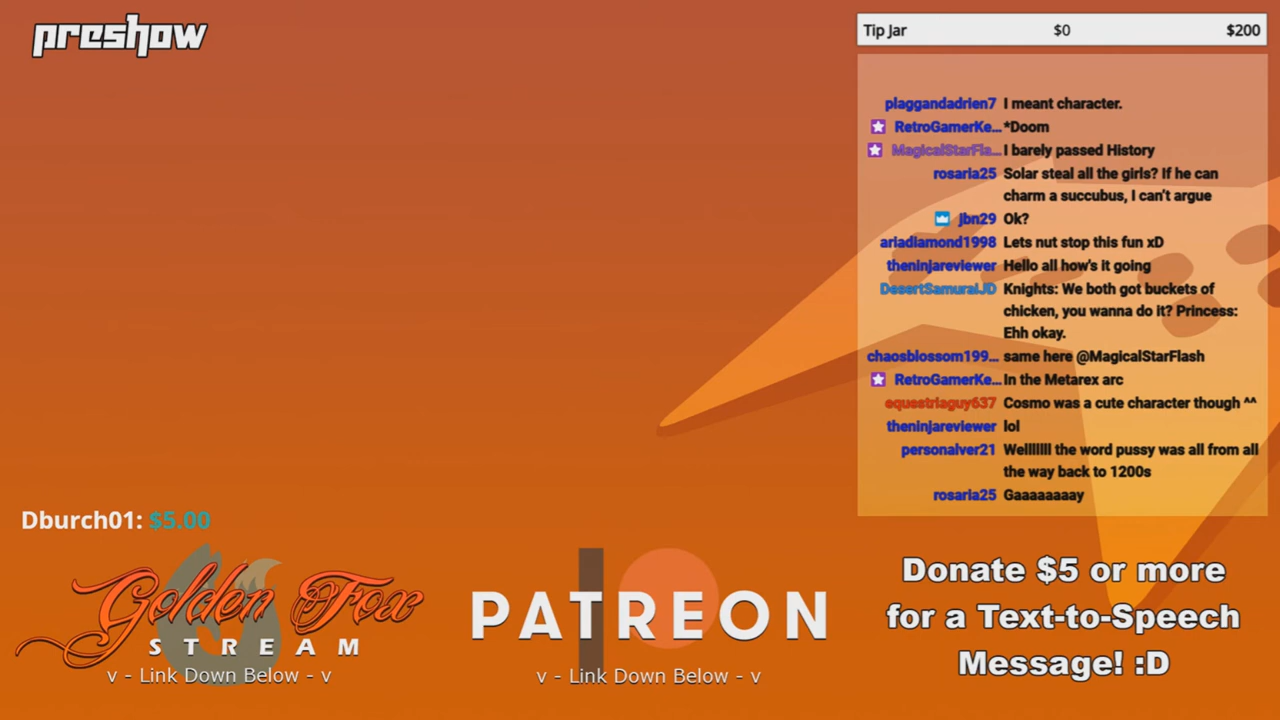 preshow
Tip Jar $0 $200
plaggandadrien7 I meant character.
RetroGamerKe... *Doom
MagicalStarFla... I barely passed History
rosaria25 Solar steal all the girls? If he can
charm a succubus, I can't argue
jbn29 Ok?
ariadiamond1998 Lets nut stop this fun xD
theninjareviewer Hello all how's it going
DesertSamuraiJD Knights: We both got buckets of
chicken, you wanna do it? Princess:
Ehh okay.
chaosblossom199... same here @MagicalStarFlash
RetroGamerKe... In the Metarex arc
equestriaguy637 Cosmo was a cute character though ^^
theninjareviewer lol
personalver21 Welllllll the word pussy was all from all
the way back to 1200s
rosaria25 Gaaaaaaaay
Dburch01: $5.00
Golden Fox
STREAM
v - Link Down Below - v
PATREON
v - Link Down Below - v
Donate $5 or more
for a Text-to-Speech
Message! :D